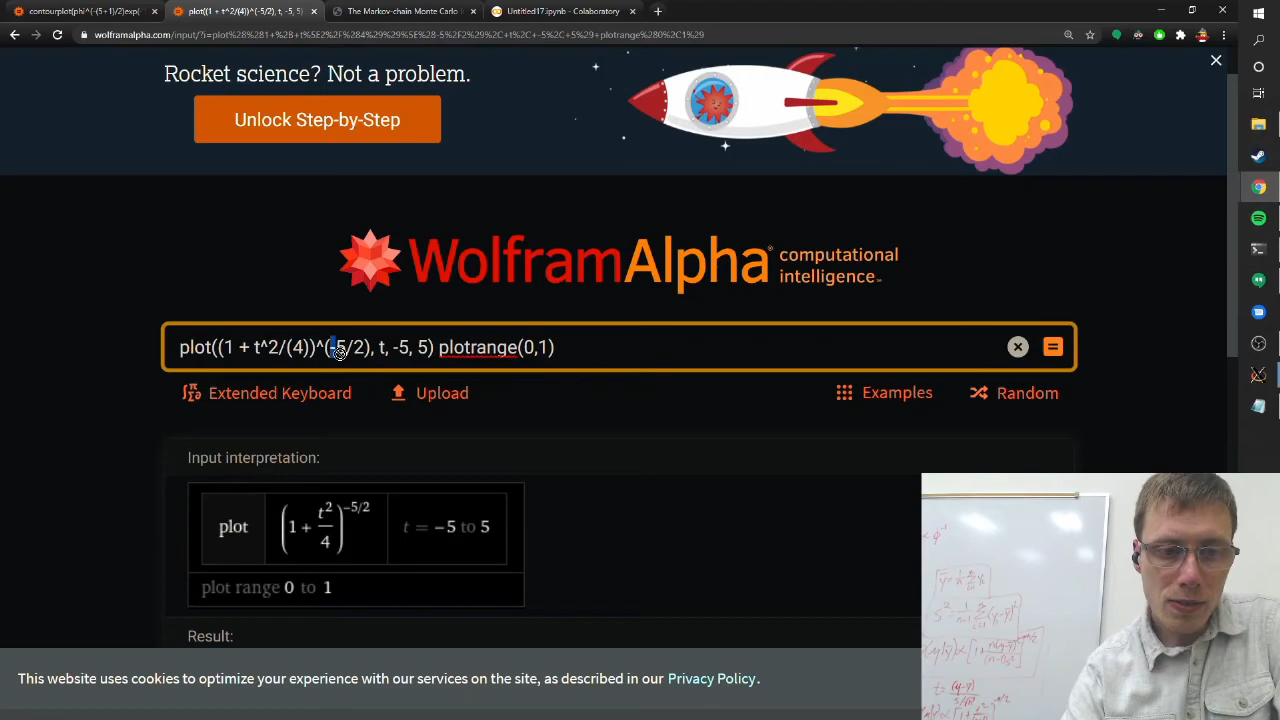 contourplot(phi^(-(5+1)/2)exp(-
plot((1 + t^2/(4))^(-5/2), t, -5, 5)
The Markov-chain Monte Carlo
Untitled17.ipynb - Colaboratory
wolframalpha.com/input/?i=plot%28%281+%2B+t%5E2%2F%284%29%29%5E%28-5%2F2%29%2C+t%2C+-5%2C+5%29+plotrange%280%2C1%29
Rocket science? Not a problem.
Unlock Step-by-Step
WolframAlpha computational intelligence
plot((1 + t^2/(4))^(-5/2), t, -5, 5) plotrange(0,1)
Extended Keyboard
Upload
Examples
Random
Input interpretation:
plot (1 + t²/4)^-5/2 t = -5 to 5
plot range 0 to 1
Result:
This website uses cookies to optimize your experience with our services on the site, as described in our Privacy Policy.